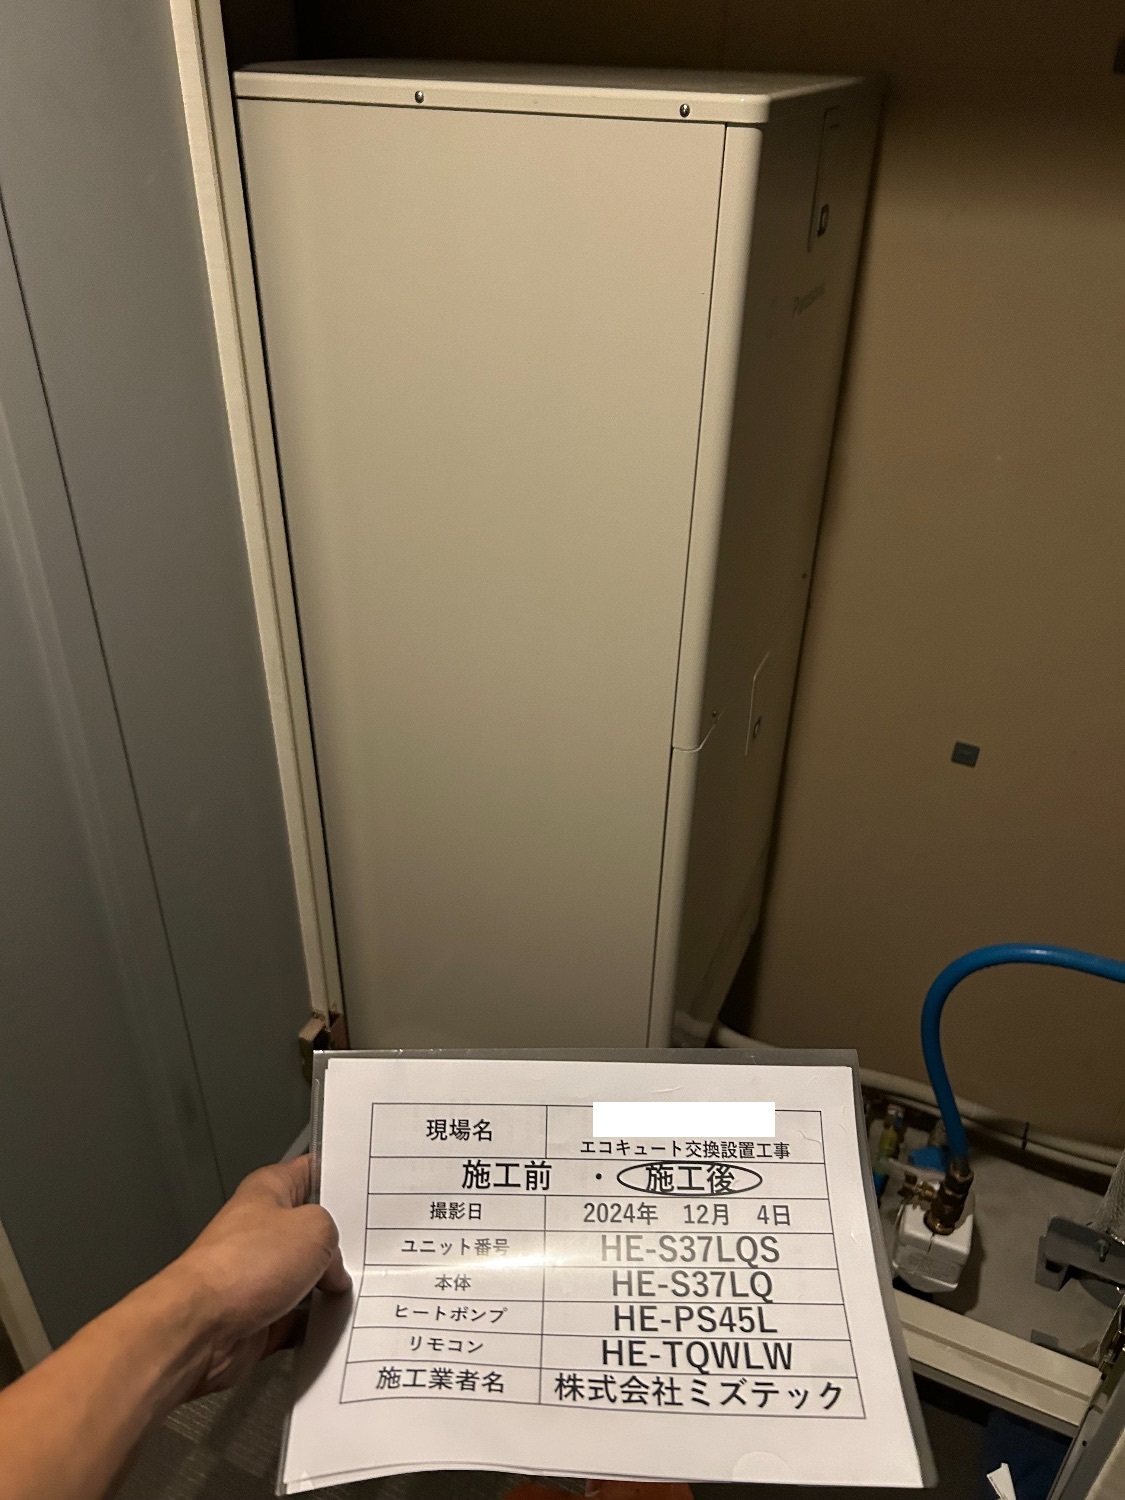 Panasonic
現場名
エコキュート交換設置工事
施工前 ・ 施工後
撮影日 2024年 12月 4日
ユニット番号 HE-S37LQS
本体 HE-S37LQ
ヒートポンプ HE-PS45L
リモコン HE-TQWLW
施工業者名 株式会社ミズテック